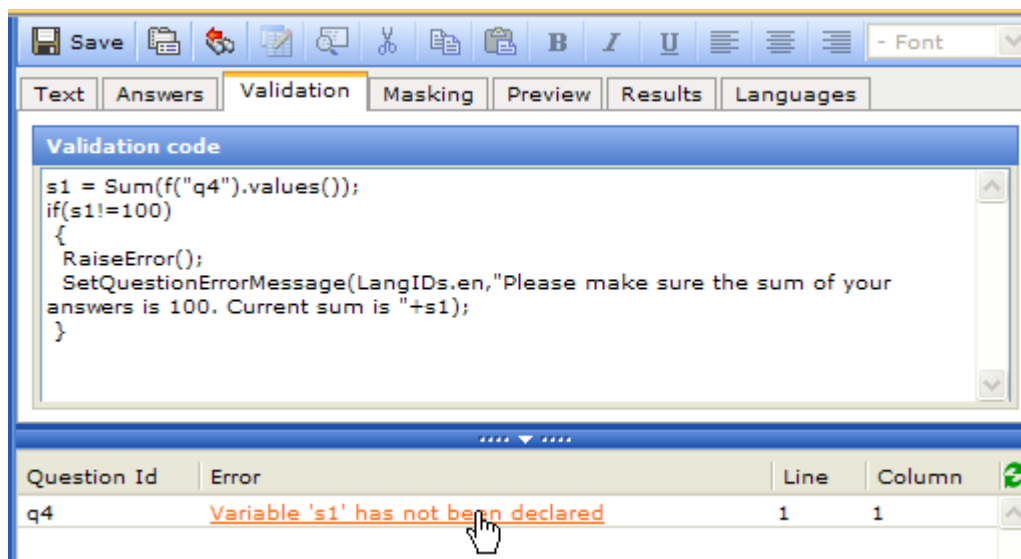 Save B I U - Font
Text Answers Validation Masking Preview Results Languages
Validation code
s1 = Sum(f("q4").values());
if(s1!=100)
{
RaiseError();
SetQuestionErrorMessage(LangIDs.en,"Please make sure the sum of your
answers is 100. Current sum is "+s1);
}
Question Id Error Line Column
q4 Variable 's1' has not been declared 1 1